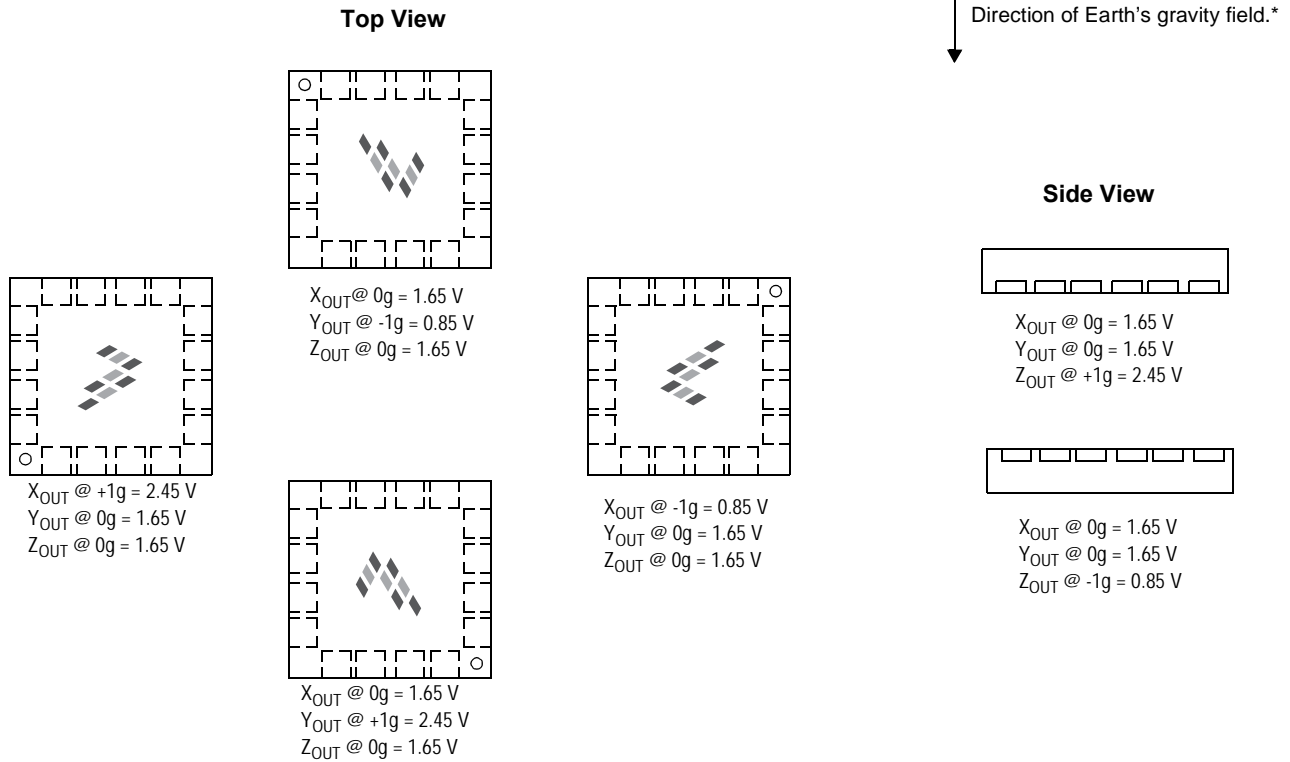 Top View
Direction of Earth's gravity field.*
X_OUT@ 0g = 1.65 V
Y_OUT @ -1g = 0.85 V
Z_OUT @ 0g = 1.65 V
X_OUT @ +1g = 2.45 V
Y_OUT @ 0g = 1.65 V
Z_OUT @ 0g = 1.65 V
X_OUT @ 0g = 1.65 V
Y_OUT @ +1g = 2.45 V
Z_OUT @ 0g = 1.65 V
X_OUT @ -1g = 0.85 V
Y_OUT @ 0g = 1.65 V
Z_OUT @ 0g = 1.65 V
Side View
X_OUT @ 0g = 1.65 V
Y_OUT @ 0g = 1.65 V
Z_OUT @ +1g = 2.45 V
X_OUT @ 0g = 1.65 V
Y_OUT @ 0g = 1.65 V
Z_OUT @ -1g = 0.85 V